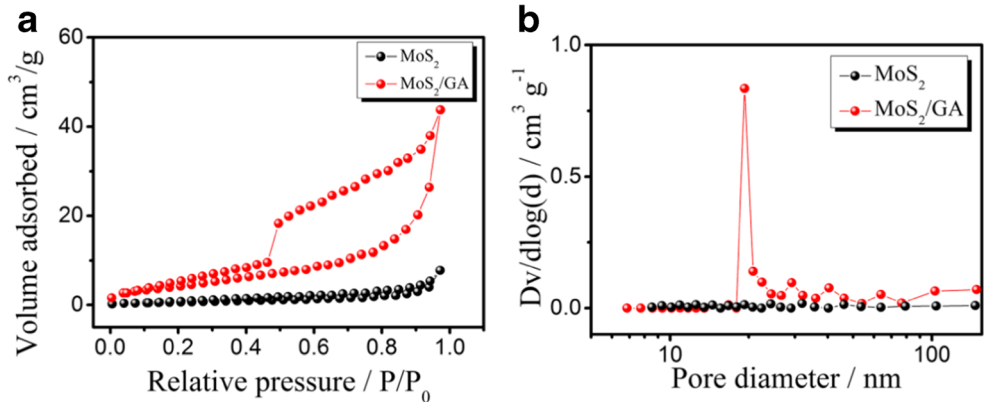 a
60
40
20
0
Volume adsorbed / cm³/g
MoS₂
MoS₂/GA
0.0 0.2 0.4 0.6 0.8 1.0
Relative pressure / P/P₀
b
1.0
0.5
0.0
Dv/dlog(d) / cm³ g⁻¹
MoS₂
MoS₂/GA
10 100
Pore diameter / nm